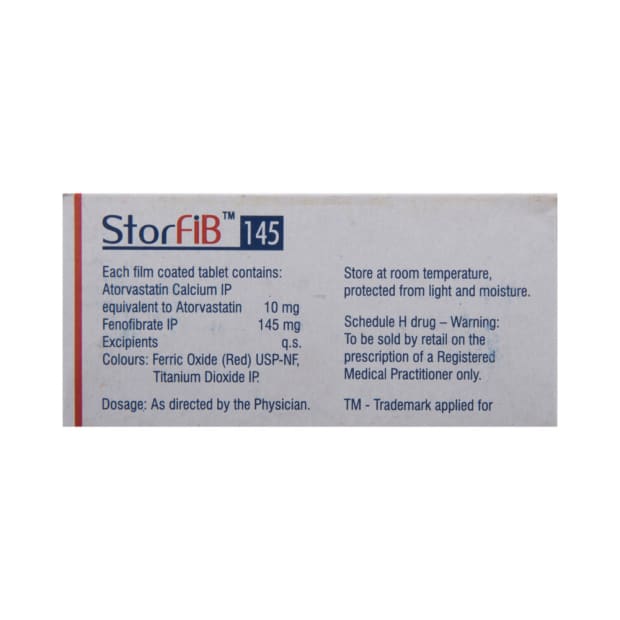 StorFiB™ 145
Each film coated tablet contains:
Atorvastatin Calcium IP
equivalent to Atorvastatin 10 mg
Fenofibrate IP 145 mg
Excipients q.s.
Colours: Ferric Oxide (Red) USP-NF,
Titanium Dioxide IP.
Dosage: As directed by the Physician.
Store at room temperature,
protected from light and moisture.
Schedule H drug – Warning:
To be sold by retail on the
prescription of a Registered
Medical Practitioner only.
TM - Trademark applied for